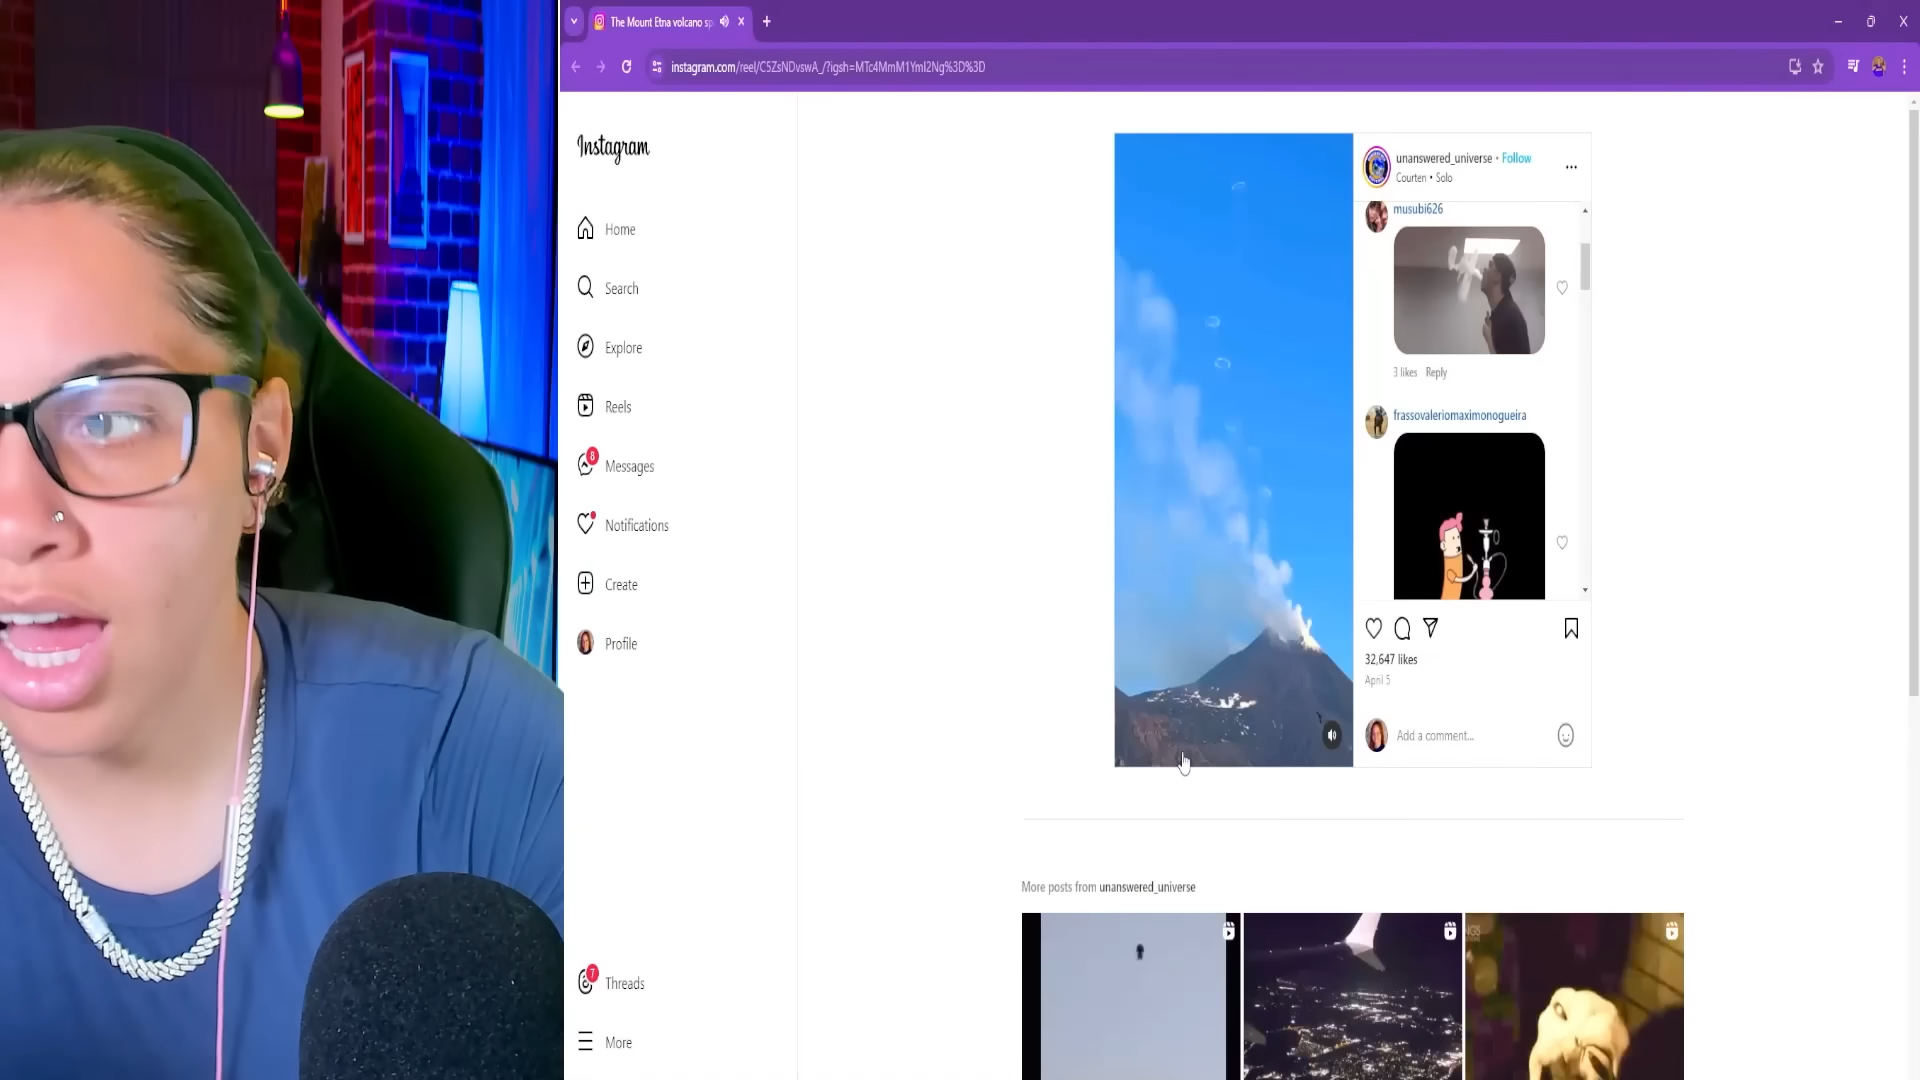 The Mount Etna volcano sp
instagram.com/reel/C5ZsNDvswA_/?igsh=MTc4MmM1YmI2Ng%3D%3D
Instagram
Home
Search
Explore
Reels
8
Messages
Notifications
Create
Profile
7
Threads
More
unanswered_universe • Follow
Courten • Solo
musubi626
3 likes Reply
frassovaleriomaximonogueira
32,647 likes
April 5
Add a comment...
More posts from unanswered_universe